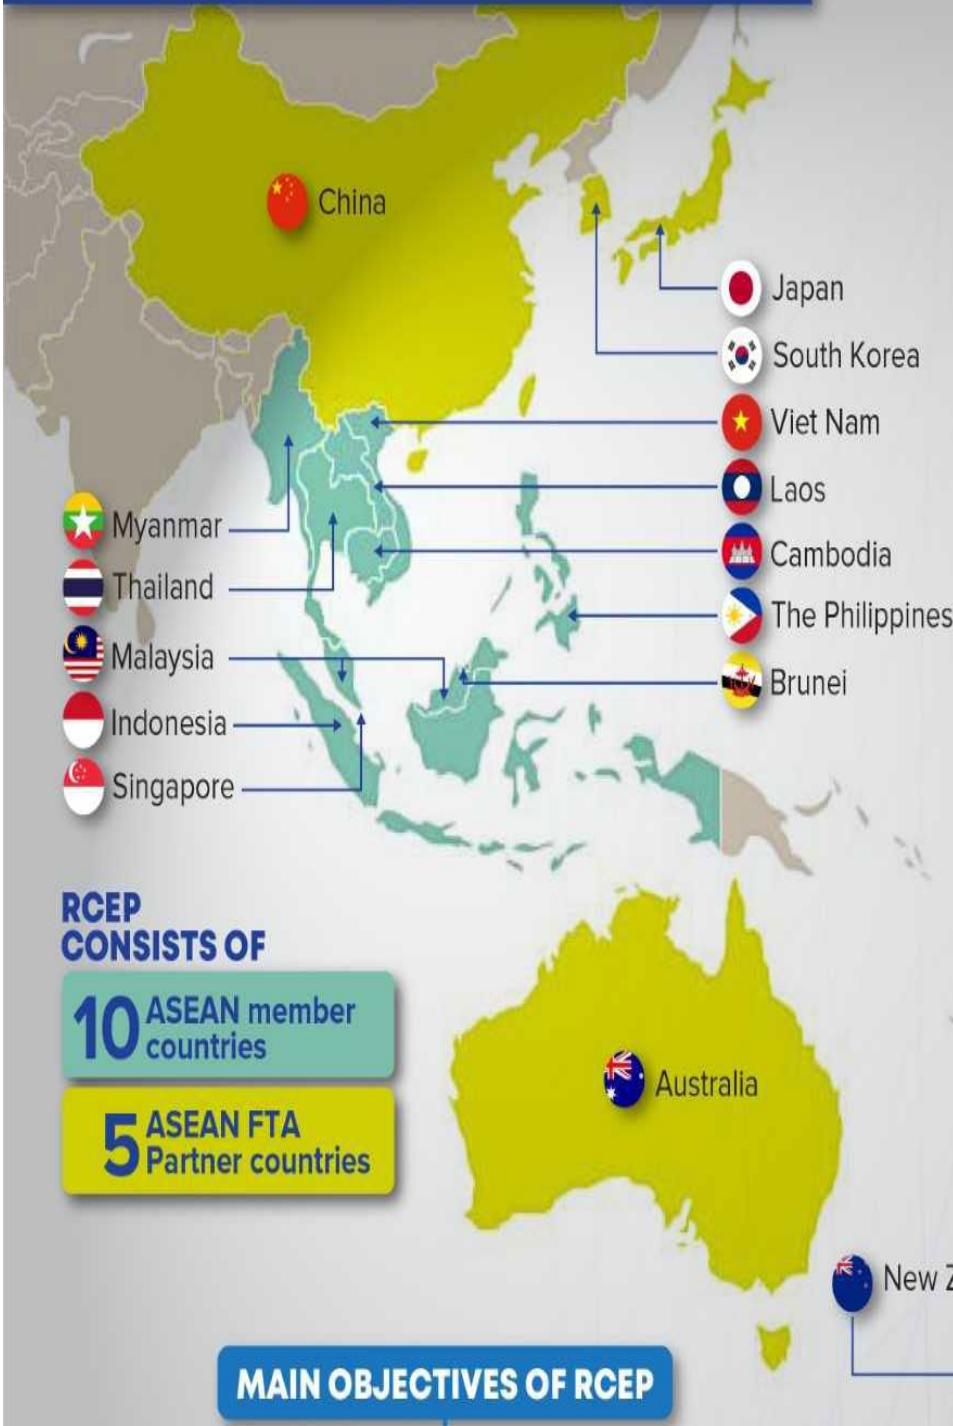 China
Japan
South Korea
Viet Nam
Laos
Cambodia
The Philippines
Brunei
Myanmar
Thailand
Malaysia
Indonesia
Singapore
RCEP
CONSISTS OF
10 ASEAN member
countries
5 ASEAN FTA
Partner countries
Australia
New Z
MAIN OBJECTIVES OF RCEP